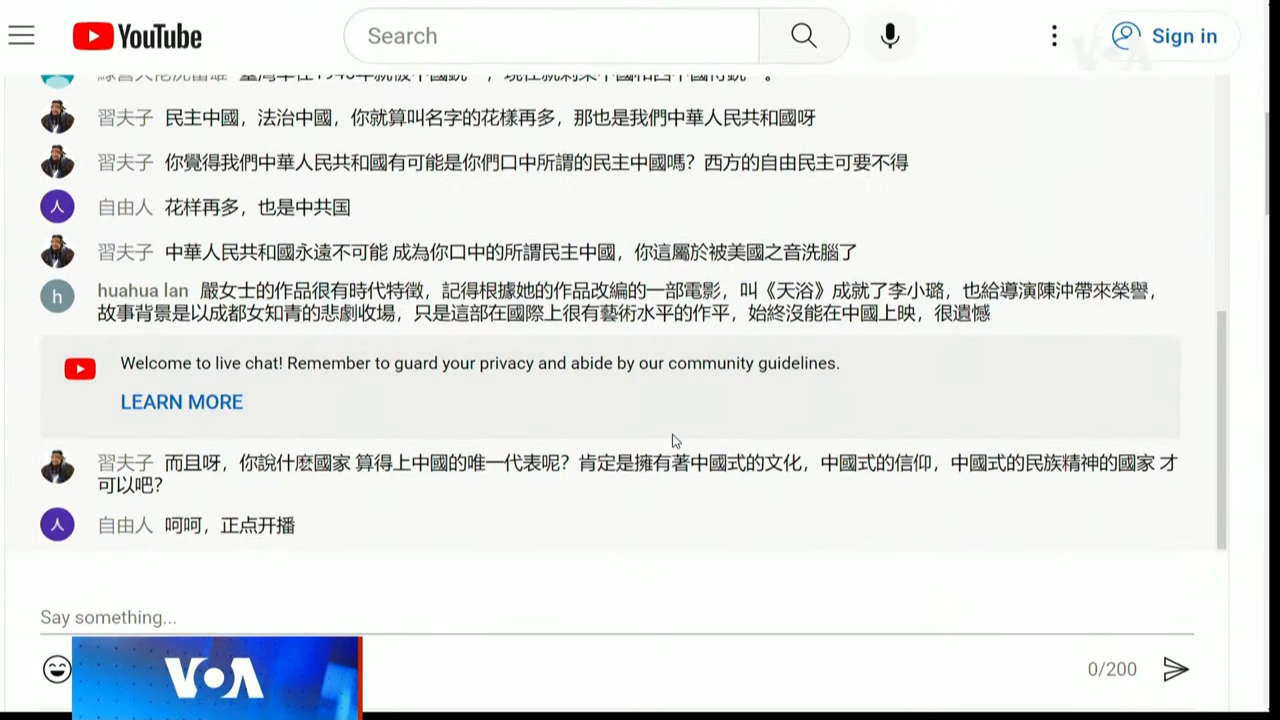 YouTube
Search
Sign in
VOA
習夫子 民主中國，法治中國，你就算叫名字的花樣再多，那也是我們中華人民共和國呀
習夫子 你覺得我們中華人民共和國有可能是你們口中所謂的民主中國嗎？西方的自由民主可要不得
人 自由人 花样再多，也是中共国
習夫子 中華人民共和國永遠不可能 成為你口中的所謂民主中國，你這屬於被美國之音洗腦了
h huahua lan 嚴女士的作品很有時代特徵，記得根據她的作品改編的一部電影，叫《天浴》成就了李小璐，也給導演陳沖帶來榮譽，
故事背景是以成都女知青的悲劇收場，只是這部在國際上很有藝術水平的作平，始終沒能在中國上映，很遺憾
Welcome to live chat! Remember to guard your privacy and abide by our community guidelines.
LEARN MORE
習夫子 而且呀，你說什麽國家 算得上中國的唯一代表呢？肯定是擁有著中國式的文化，中國式的信仰，中國式的民族精神的國家 才
可以吧？
人 自由人 呵呵，正点开播
Say something...
0/200
VOA